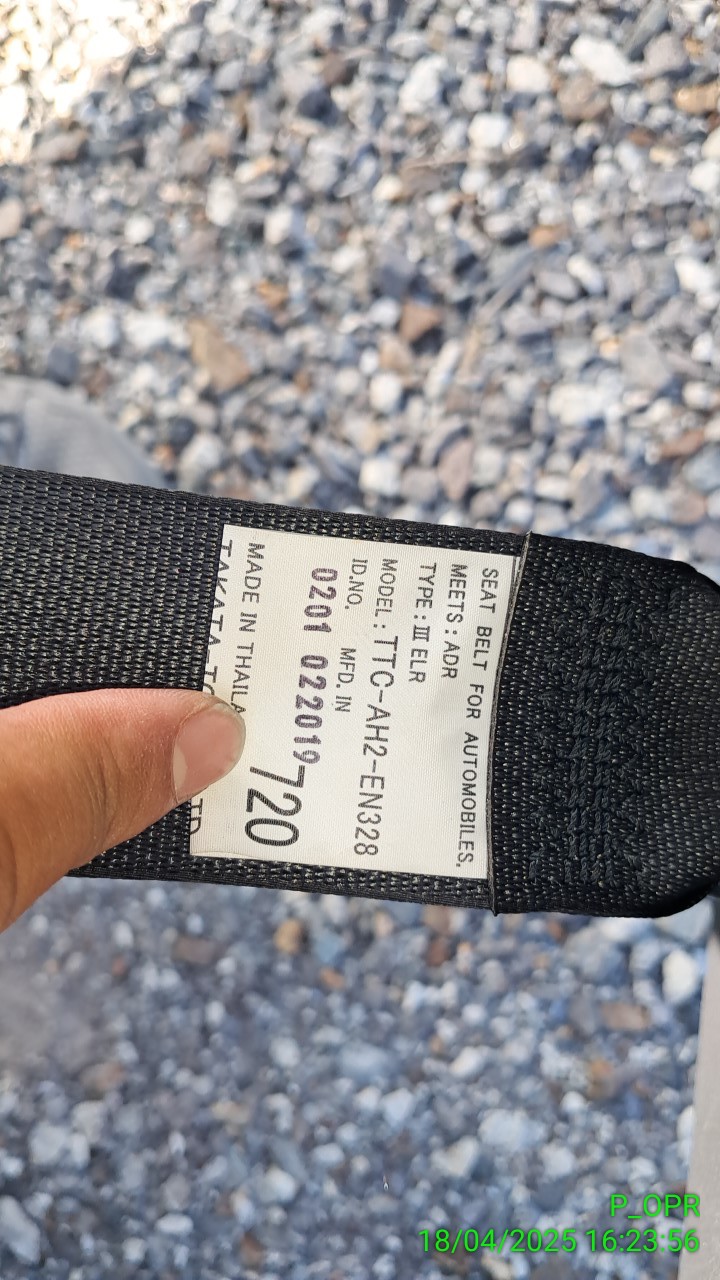 SEAT BELT FOR AUTOMOBILES.
MEETS: ADR
TYPE: Ⅲ ELR
MODEL: TTC-AH2-EN328
ID.NO. MFD. IN
0201 022019
720
MADE IN
P_OPR
18/04/2025 16:23:56